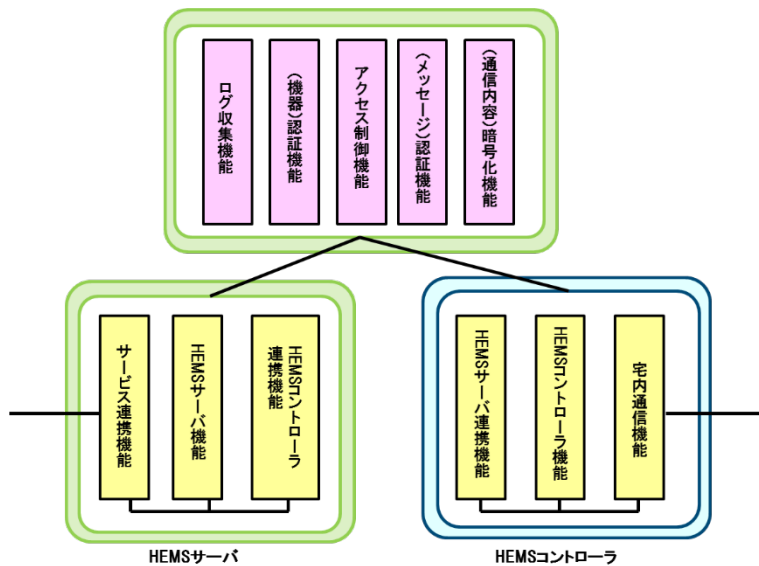 ログ収集機能
(機器)認証機能
アクセス制御機能
(メッセージ)認証機能
(通信内容)暗号化機能
サービス連携機能
HEMSサーバ機能
HEMSコントローラ
連携機能
HEMSサーバ連携機能
HEMSコントローラ機能
宅内通信機能
HEMSサーバ
HEMSコントローラ